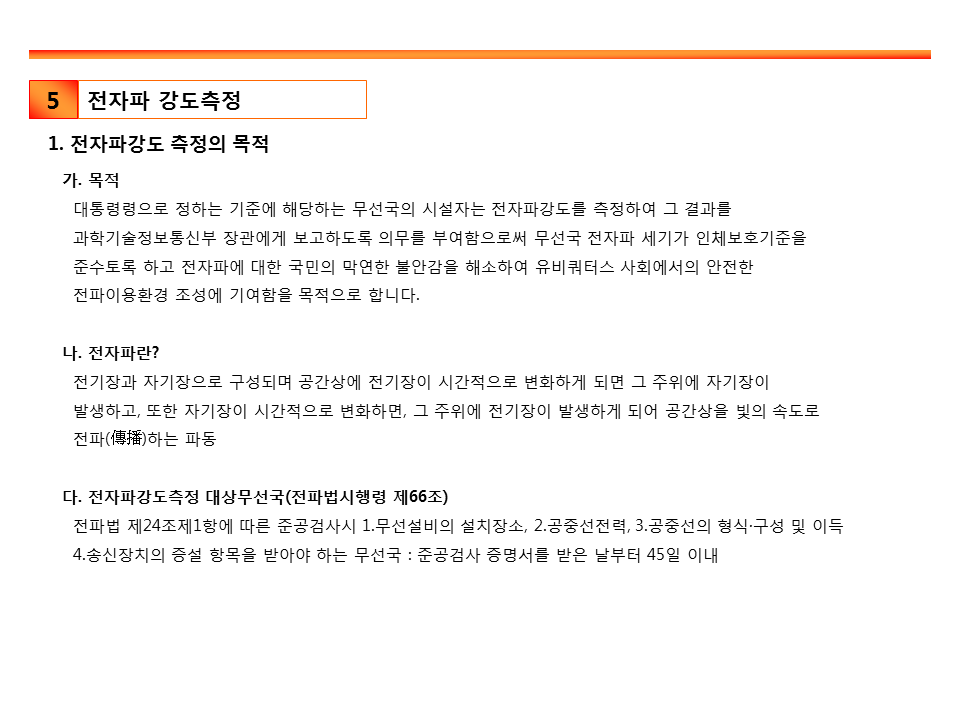 5 전자파 강도측정
1. 전자파강도 측정의 목적
가. 목적
대통령령으로 정하는 기준에 해당하는 무선국의 시설자는 전자파강도를 측정하여 그 결과를
과학기술정보통신부 장관에게 보고하도록 의무를 부여함으로써 무선국 전자파 세기가 인체보호기준을
준수토록 하고 전자파에 대한 국민의 막연한 불안감을 해소하여 유비쿼터스 사회에서의 안전한
전파이용환경 조성에 기여함을 목적으로 합니다.
나. 전자파란?
전기장과 자기장으로 구성되며 공간상에 전기장이 시간적으로 변화하게 되면 그 주위에 자기장이
발생하고, 또한 자기장이 시간적으로 변화하면, 그 주위에 전기장이 발생하게 되어 공간상을 빛의 속도로
전파(傳播)하는 파동
다. 전자파강도측정 대상무선국(전파법시행령 제66조)
전파법 제24조제1항에 따른 준공검사시 1.무선설비의 설치장소, 2.공중선전력, 3.공중선의 형식·구성 및 이득
4.송신장치의 증설 항목을 받아야 하는 무선국 : 준공검사 증명서를 받은 날부터 45일 이내